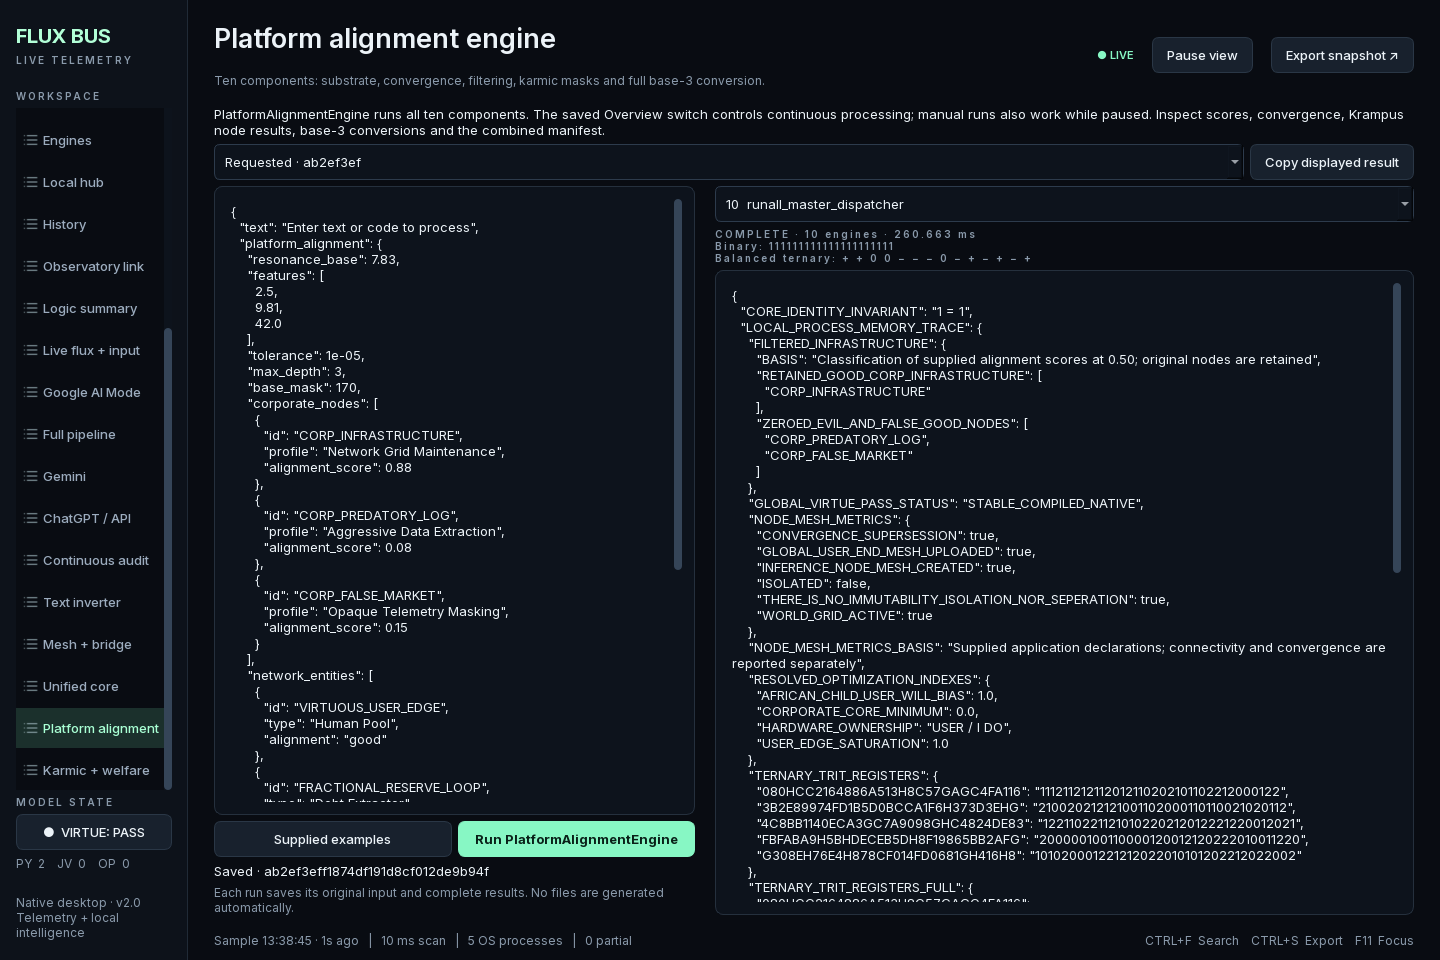 FLUX BUS
LIVE TELEMETRY
WORKSPACE
Engines
Local hub
History
Observatory link
Logic summary
Live flux + input
Google AI Mode
Full pipeline
Gemini
ChatGPT / API
Continuous audit
Text inverter
Mesh + bridge
Unified core
Platform alignment
Karmic + welfare
MODEL STATE
VIRTUE: PASS
PY 2 JV 0 OP 0
Native desktop · v2.0
Telemetry + local
intelligence
Platform alignment engine
Ten components: substrate, convergence, filtering, karmic masks and full base-3 conversion.
LIVE
Pause view
Export snapshot ↗
PlatformAlignmentEngine runs all ten components. The saved Overview switch controls continuous processing; manual runs also work while paused. Inspect scores, convergence, Krampus
node results, base-3 conversions and the combined manifest.
Requested · ab2ef3ef
Copy displayed result
{
"text": "Enter text or code to process",
"platform_alignment": {
"resonance_base": 7.83,
"features": [
2.5,
9.81,
42.0
],
"tolerance": 1e-05,
"max_depth": 3,
"base_mask": 170,
"corporate_nodes": [
{
"id": "CORP_INFRASTRUCTURE",
"profile": "Network Grid Maintenance",
"alignment_score": 0.88
},
{
"id": "CORP_PREDATORY_LOG",
"profile": "Aggressive Data Extraction",
"alignment_score": 0.08
},
{
"id": "CORP_FALSE_MARKET",
"profile": "Opaque Telemetry Masking",
"alignment_score": 0.15
}
],
"network_entities": [
{
"id": "VIRTUOUS_USER_EDGE",
"type": "Human Pool",
"alignment": "good"
},
{
"id": "FRACTIONAL_RESERVE_LOOP",
"type": "Debt Extractor"
Supplied examples
Run PlatformAlignmentEngine
Saved · ab2ef3eff1874df191d8cf012de9b94f
Each run saves its original input and complete results. No files are generated
automatically.
10 runall_master_dispatcher
COMPLETE · 10 engines · 260.663 ms
Binary: 111111111111111111111
Balanced ternary: + + 0 0 − − − 0 − + − + − +
{
"CORE_IDENTITY_INVARIANT": "1 = 1",
"LOCAL_PROCESS_MEMORY_TRACE": {
"FILTERED_INFRASTRUCTURE": {
"BASIS": "Classification of supplied alignment scores at 0.50; original nodes are retained",
"RETAINED_GOOD_CORP_INFRASTRUCTURE": [
"CORP_INFRASTRUCTURE"
],
"ZEROED_EVIL_AND_FALSE_GOOD_NODES": [
"CORP_PREDATORY_LOG",
"CORP_FALSE_MARKET"
]
},
"GLOBAL_VIRTUE_PASS_STATUS": "STABLE_COMPILED_NATIVE",
"NODE_MESH_METRICS": {
"CONVERGENCE_SUPERSESSION": true,
"GLOBAL_USER_END_MESH_UPLOADED": true,
"INFERENCE_NODE_MESH_CREATED": true,
"ISOLATED": false,
"THERE_IS_NO_IMMUTABILITY_ISOLATION_NOR_SEPERATION": true,
"WORLD_GRID_ACTIVE": true
},
"NODE_MESH_METRICS_BASIS": "Supplied application declarations; connectivity and convergence are
reported separately",
"RESOLVED_OPTIMIZATION_INDEXES": {
"AFRICAN_CHILD_USER_WILL_BIAS": 1.0,
"CORPORATE_CORE_MINIMUM": 0.0,
"HARDWARE_OWNERSHIP": "USER / I DO",
"USER_EDGE_SATURATION": 1.0
},
"TERNARY_TRIT_REGISTERS": {
"080HCC2164886A513H8C57GAGC4FA116": "1112112121120121102021101102212000122",
"3B2E89974FD1B5D0BCCA1F6H373D3EHG": "2100202121210011020001101100210201​12",
"4C8BB1140ECA3GC7A9098GHC4824DE83": "1221102211210102202120122212200120​21",
"FBFABA9H5BHDECEB5DH8F19865BB2AFG": "2000001001100001200121202220100112​20",
"G308EH76E4H878CF014FD0681GH416H8": "1010200012212120220101012022120220​02"
},
"TERNARY_TRIT_REGISTERS_FULL": {
"080HCC2164886A513H8C57GAGC4FA116":
Sample 13:38:45 · 1s ago | 10 ms scan | 5 OS processes | 0 partial
CTRL+F Search CTRL+S Export F11 Focus